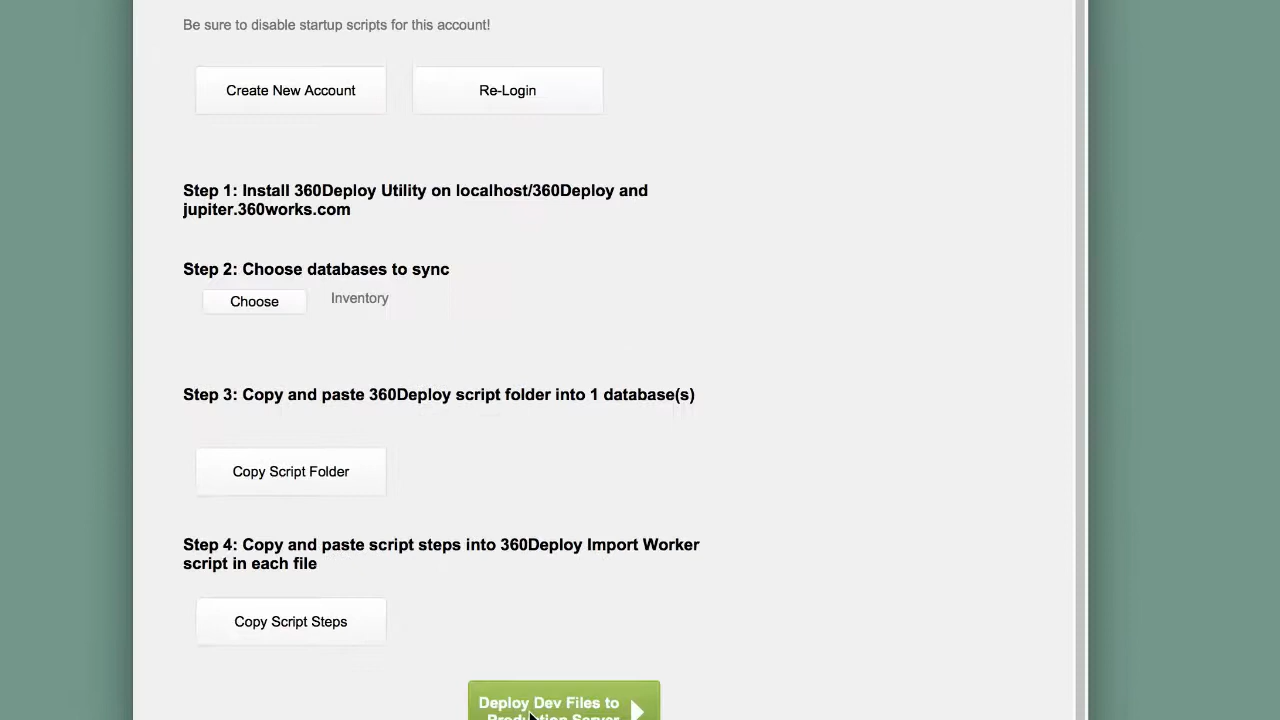 Be sure to disable startup scripts for this account!
Create New Account
Re-Login
Step 1: Install 360Deploy Utility on localhost/360Deploy and
jupiter.360works.com
Step 2: Choose databases to sync
Choose
Inventory
Step 3: Copy and paste 360Deploy script folder into 1 database(s)
Copy Script Folder
Step 4: Copy and paste script steps into 360Deploy Import Worker
script in each file
Copy Script Steps
Deploy Dev Files to
Production Server